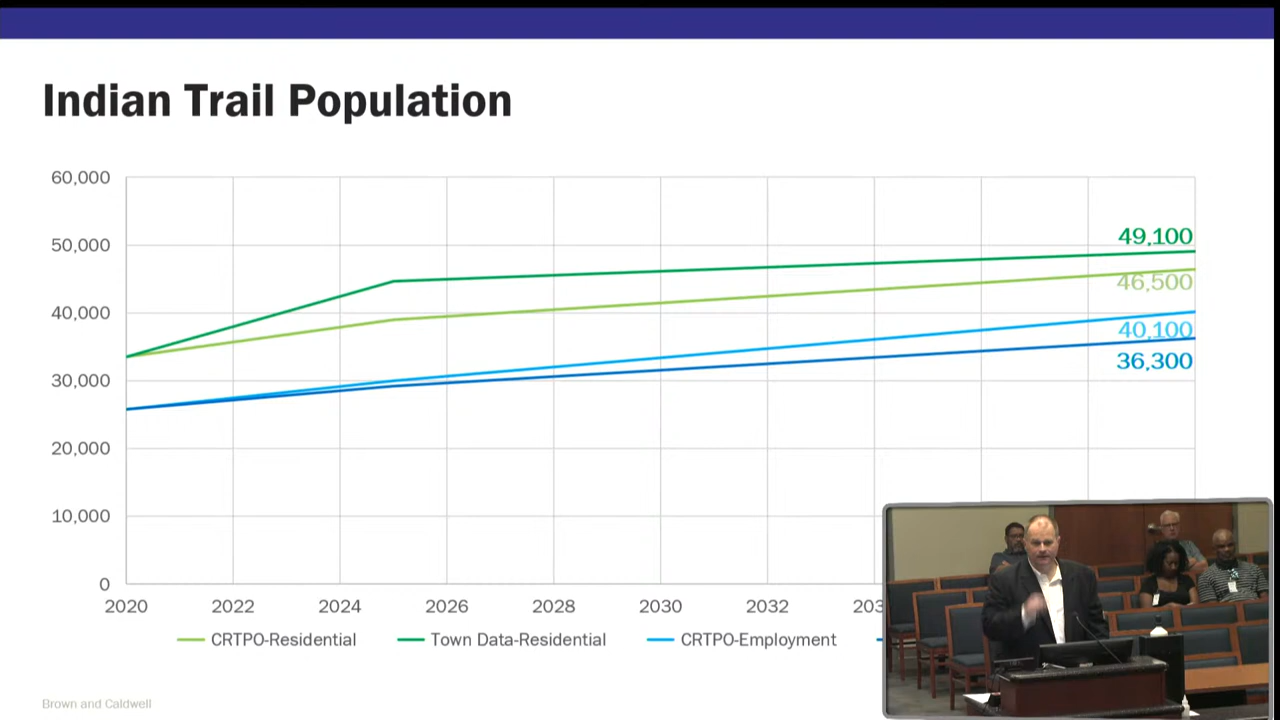 Indian Trail Population
60,000
50,000
40,000
30,000
20,000
10,000
0
49,100
46,500
40,100
36,300
2020 2022 2024 2026 2028 2030 2032
CRTPO-Residential Town Data-Residential CRTPO-Employment
Brown and Caldwell